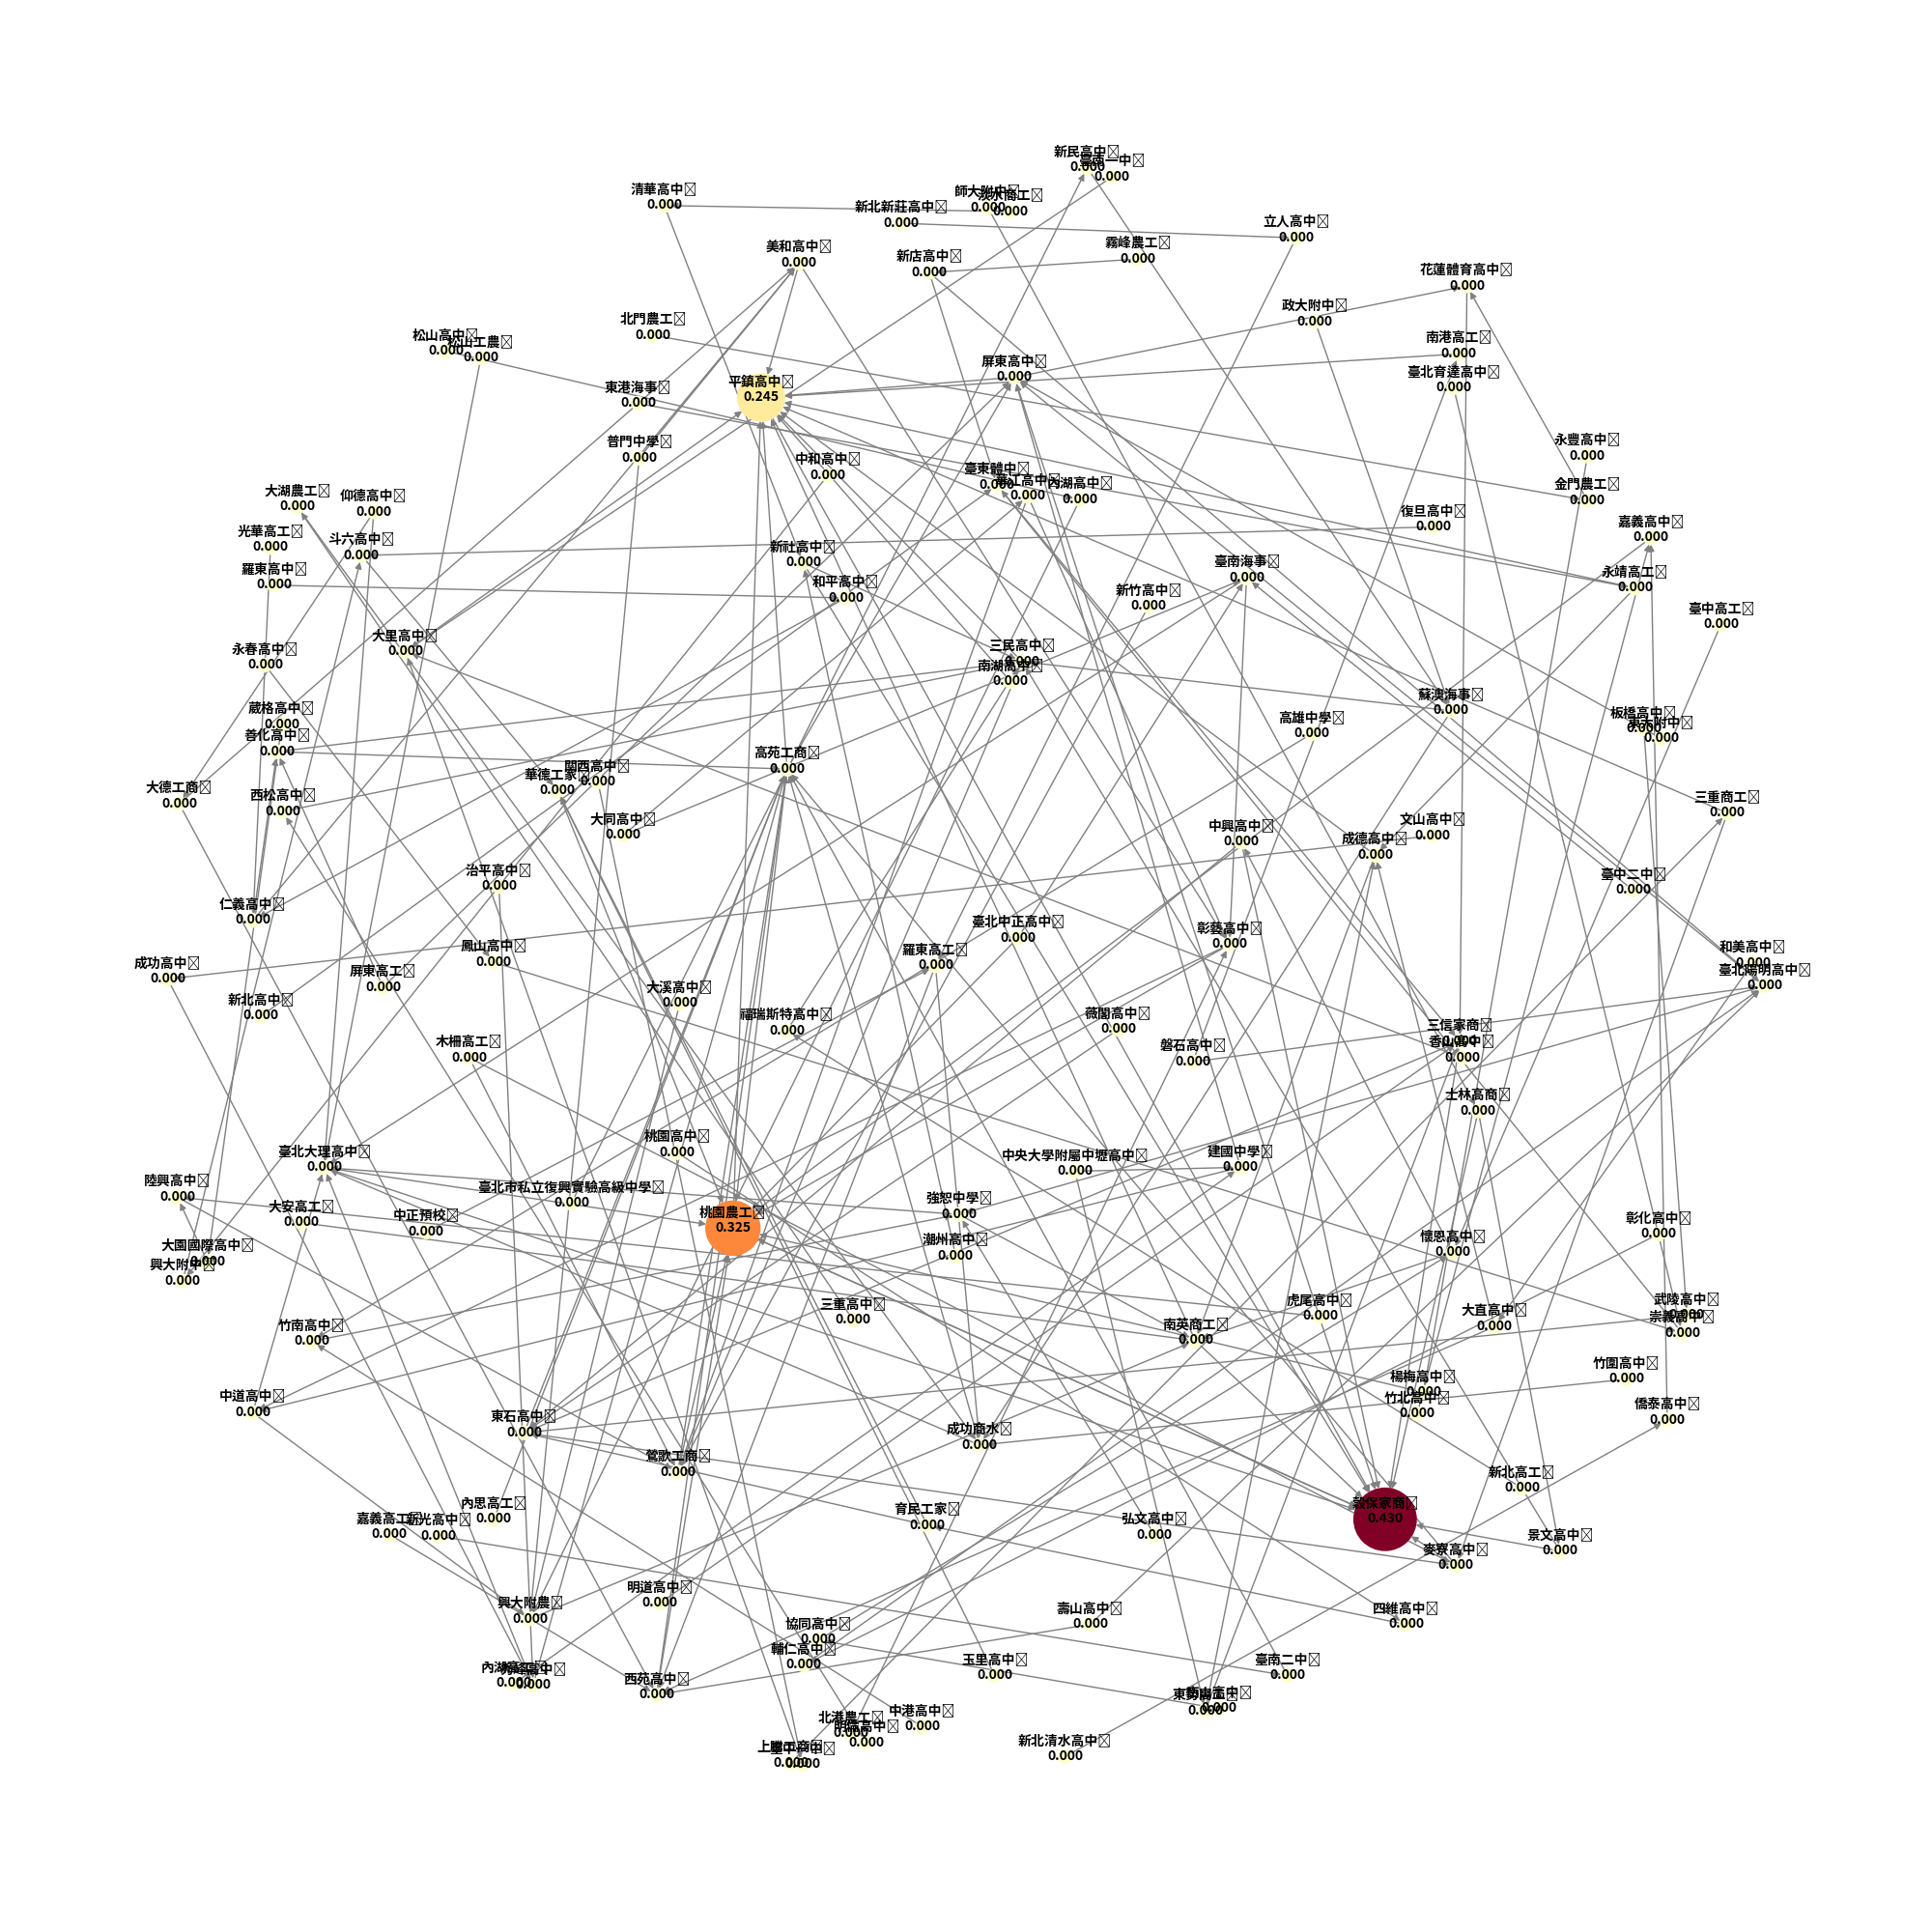 新民高中
0.000
臺南一中
0.000
清華高中
0.000
師大附中
0.000
淡水商工
0.000
新北新莊高中
0.000
立人高中
0.000
美和高中
0.000
新店高中
0.000
霧峰農工
0.000
花蓮體育高中
0.000
政大附中
0.000
北門農工
0.000
松山高中
0.000
松山工農
0.000
南港高工
0.000
屏東高中
0.000
臺北育達高中
0.000
平鎮高中
0.245
東港海事
0.000
普門中學
0.000
永豐高中
0.000
中和高中
0.000
臺東體中
0.000
0.000
內湖高中
0.000
金門農工
0.000
大湖農工
0.000
仰德高中
0.000
復旦高中
0.000
嘉義高中
0.000
光華高工
0.000
斗六高中
0.000
新社高中
0.000
臺南海事
0.000
羅東高中
0.000
和平高中
0.000
新竹高中
0.000
永靖高工
0.000
臺中高工
0.000
大里高中
0.000
永春高中
0.000
三民高中
0.000
南湖高中
0.000
蘇澳海事
0.000
葳格高中
0.000
善化高中
0.000
高雄中學
0.000
板橋高中
0.000
東大附中
0.000
高苑工商
0.000
關西高中
0.000
華德工家
0.000
大德工商
0.000
西松高中
0.000
三重商工
0.000
大同高中
0.000
中興高中
0.000
文山高中
0.000
成德高中
0.000
治平高中
0.000
臺中二中
0.000
仁義高中
0.000
臺北中正高中
0.000
彰藝高中
0.000
鳳山高中
0.000
羅東高工
0.000
和美高中
0.000
成功高中
0.000
屏東高工
0.000
臺北陽明高中
0.000
大溪高中
0.000
新北高中
0.000
福瑞斯特高中
0.000
薇閣高中
0.000
三信家商
0.000
木柵高工
0.000
磐石高中
0.000
香山高中
0.000
士林高商
0.000
桃園高中
0.000
臺北大理高中
0.000
中央大學附屬中壢高中
0.000
建國中學
0.000
陸興高中
0.000
臺北市私立復興實驗高級中學
0.000
強恕中學
0.000
大安高工
0.000
中正預校
0.000
桃園農工
0.325
彰化高中
0.000
大園國際高中
0.000
興大附中
0.000
潮州高中
0.000
懷恩高中
0.000
三重高中
0.000
虎尾高中
0.000
大直高中
0.000
武陵高中
0.000
崇義高中
0.000
竹南高中
0.000
南英商工
0.000
竹圍高中
0.000
楊梅高中
0.000
中道高中
0.000
竹北高中
0.000
僑泰高中
0.000
東石高中
0.000
成功商水
0.000
鶯歌工商
0.000
新北高工
0.000
內思高工
0.000
穀保家商
0.430
育民工家
0.000
嘉義高工
0.000
0.000
弘文高中
0.000
景文高中
0.000
麥寮高中
0.000
明道高中
0.000
興大附農
0.000
壽山高中
0.000
四維高中
0.000
協同高中
0.000
輔仁高中
0.000
玉里高中
0.000
臺南二中
0.000
0.000
0.000
西苑高中
0.000
0.000
0.000
中港高中
0.000
北港農工
0.000
0.000
新北清水高中
0.000
0.000
0.000